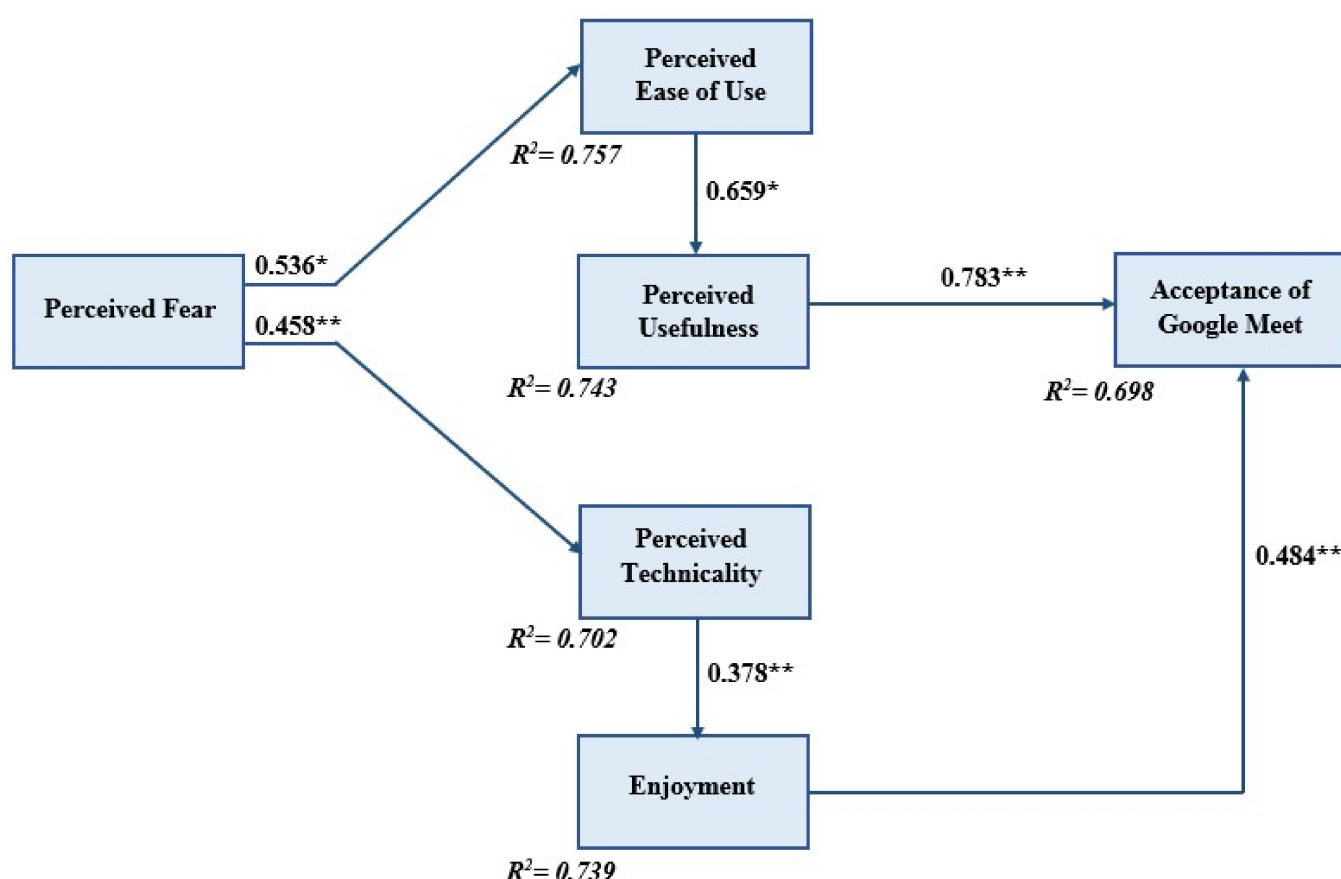 Perceived
Ease of Use
R²= 0.757
0.659*
Perceived Fear
0.536*
0.458**
Perceived
Usefulness
R²= 0.743
0.783**
Acceptance of
Google Meet
R²= 0.698
Perceived
Technicality
R²= 0.702
0.378**
0.484**
Enjoyment
R²= 0.739